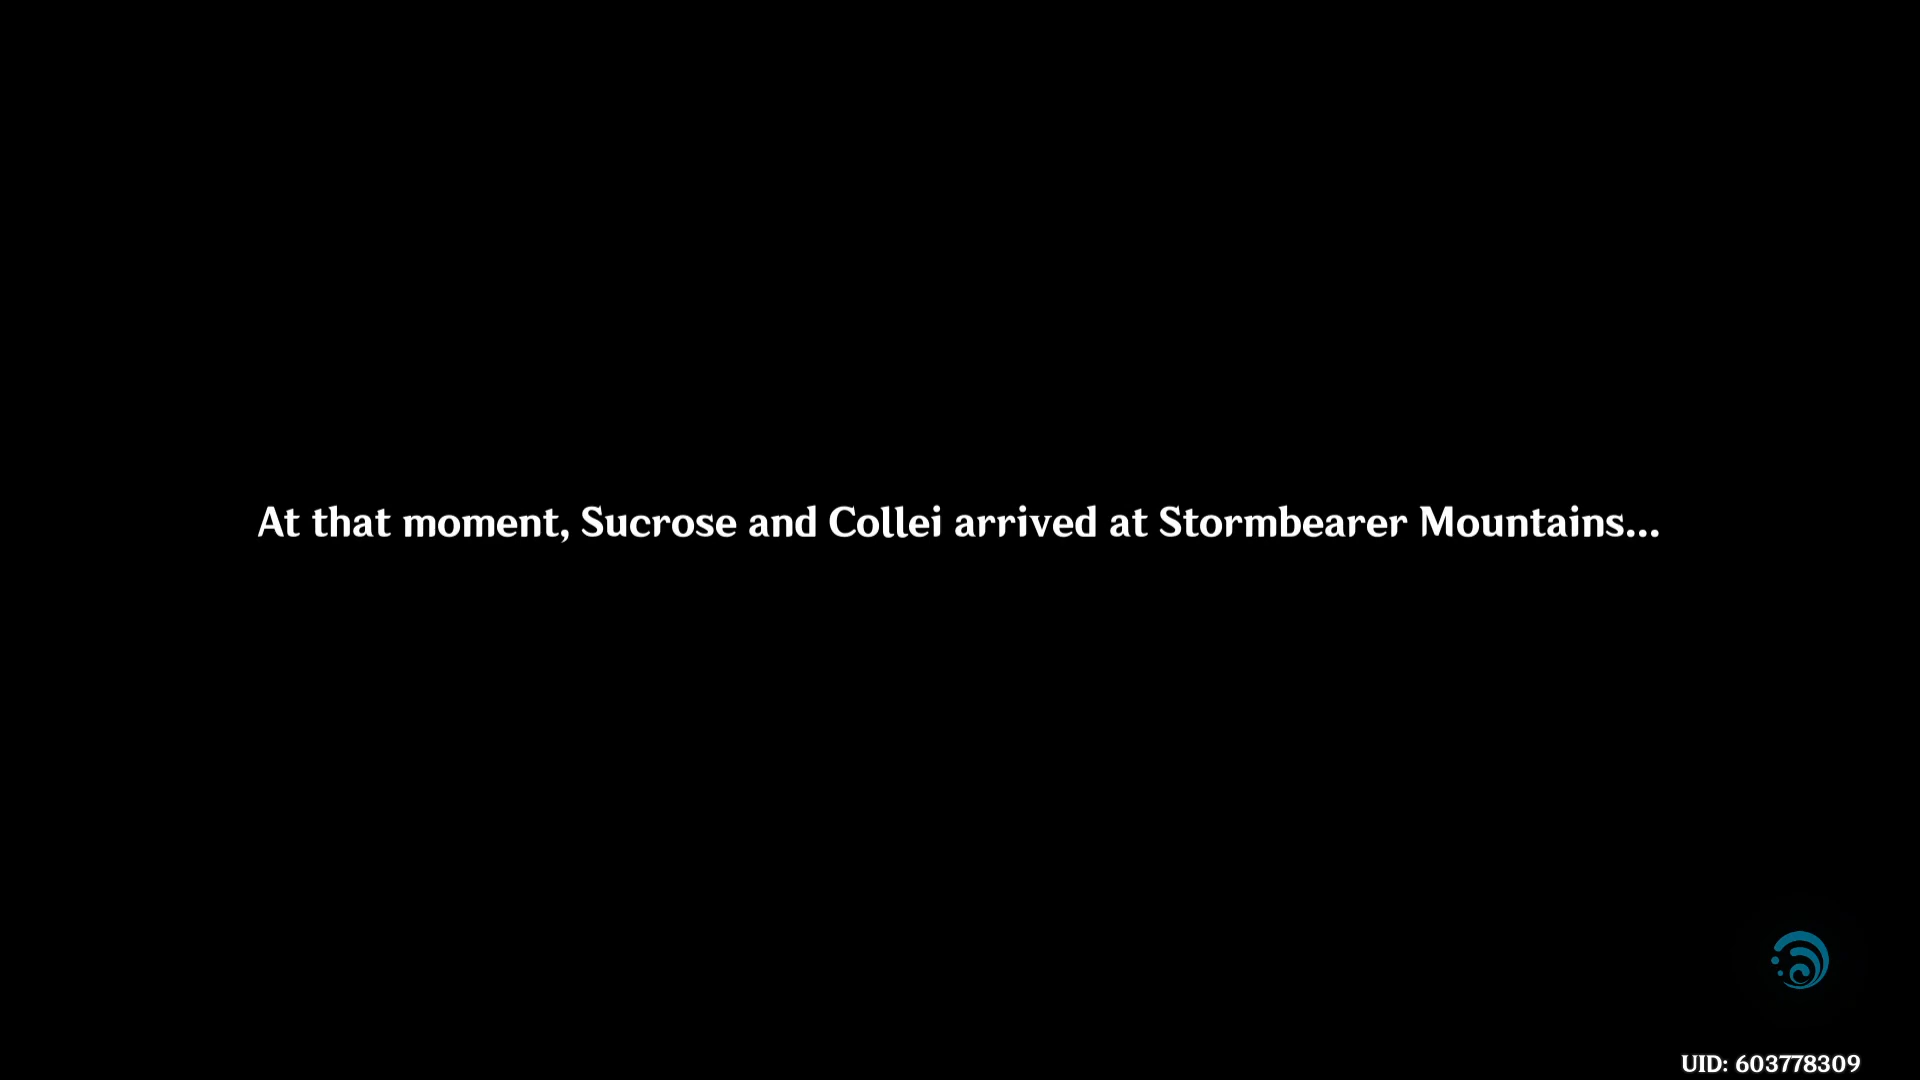 At that moment, Sucrose and Collei arrived at Stormbearer Mountains...
UID: 603778309